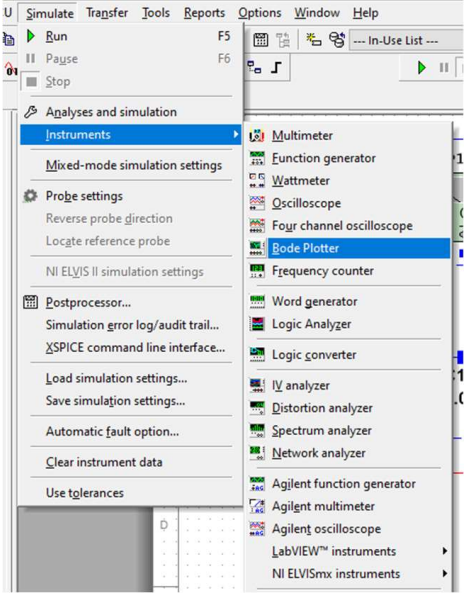 U Simulate Transfer Tools Reports Options Window Help
Run F5
Pause F6
Stop
--- In-Use List ---
Analyses and simulation
Instruments
Mixed-mode simulation settings
Probe settings
Reverse probe direction
Locate reference probe
NI ELVIS II simulation settings
Postprocessor...
Simulation error log/audit trail...
XSPICE command line interface...
Load simulation settings...
Save simulation settings...
Automatic fault option...
Clear instrument data
Use tolerances
Multimeter
Function generator
Wattmeter
Oscilloscope
Four channel oscilloscope
Bode Plotter
Frequency counter
Word generator
Logic Analyzer
Logic converter
IV analyzer
Distortion analyzer
Spectrum analyzer
Network analyzer
Agilent function generator
Agilent multimeter
Agilent oscilloscope
LabVIEW™ instruments
NI ELVISmx instruments
D